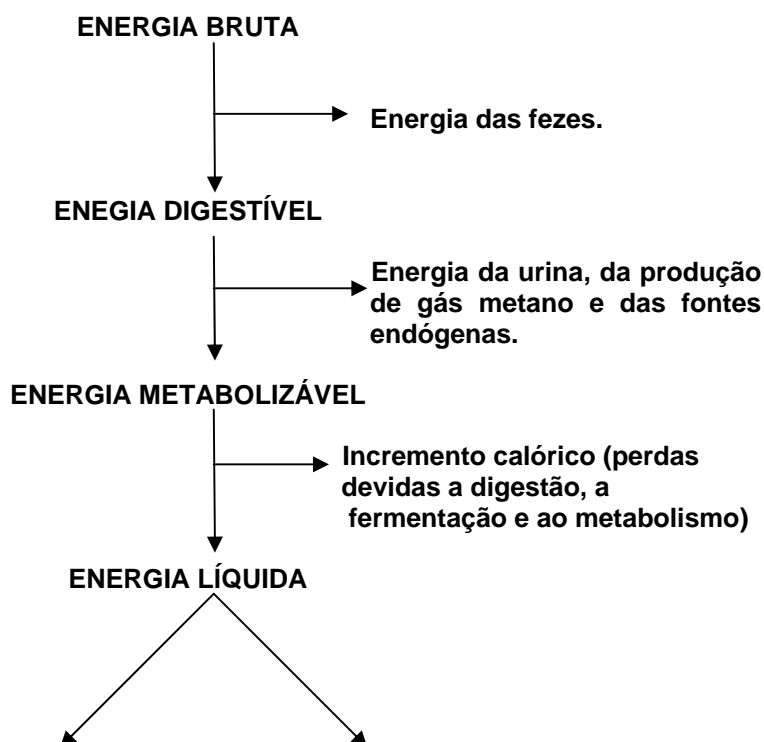 ENERGIA BRUTA
Energia das fezes.
ENEGIA DIGESTÍVEL
Energia da urina, da produção
de gás metano e das fontes
endógenas.
ENERGIA METABOLIZÁVEL
Incremento calórico (perdas
devidas a digestão, a
fermentação e ao metabolismo)
ENERGIA LÍQUIDA